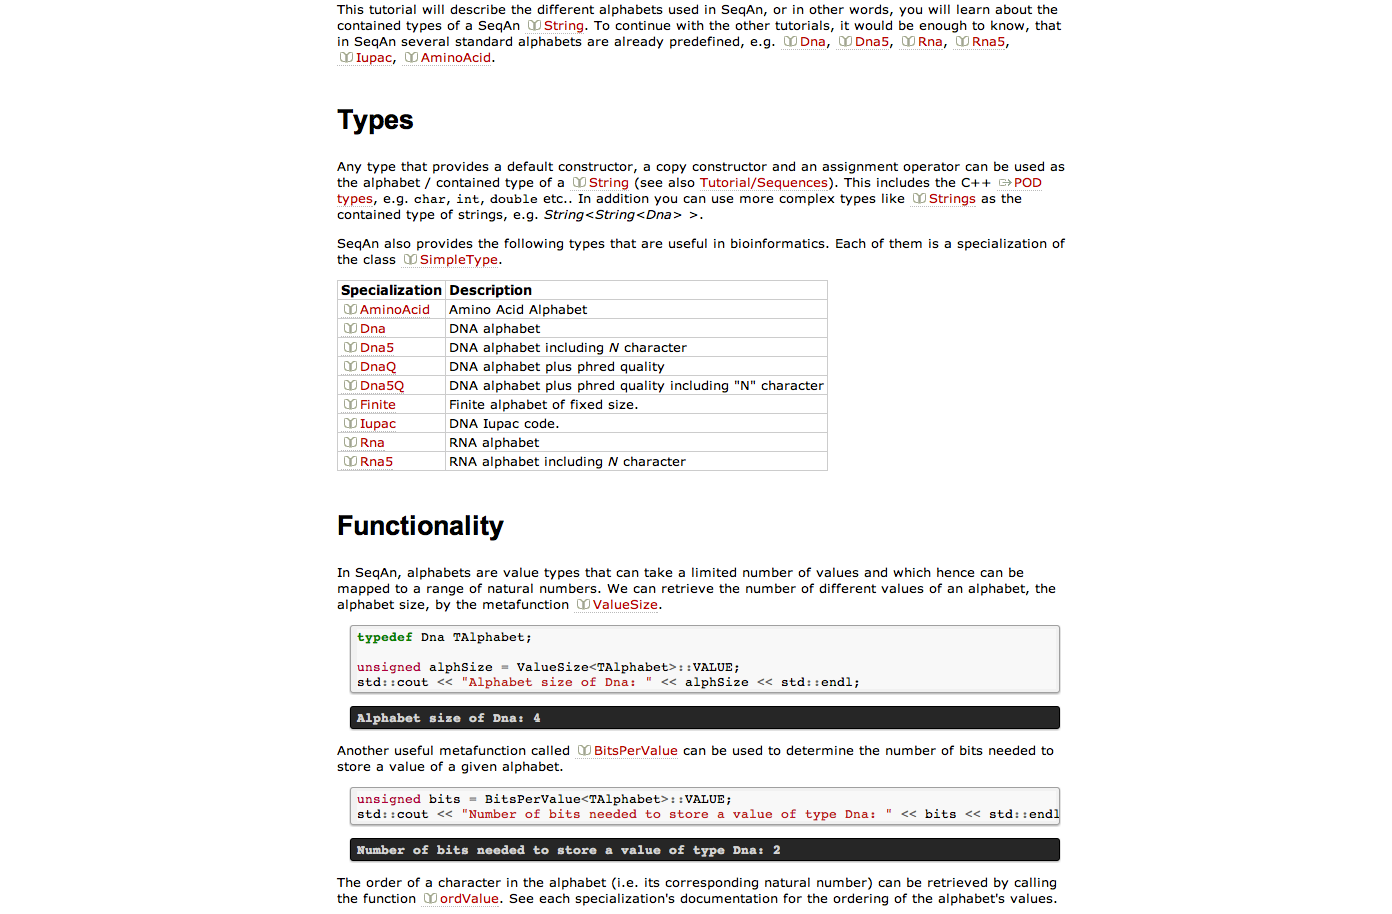 This tutorial will describe the different alphabets used in SeqAn, or in other words, you will learn about the
contained types of a SeqAn String. To continue with the other tutorials, it would be enough to know, that
in SeqAn several standard alphabets are already predefined, e.g. Dna, Dna5, Rna, Rna5,
Iupac, AminoAcid.
Types
Any type that provides a default constructor, a copy constructor and an assignment operator can be used as
the alphabet / contained type of a String (see also Tutorial/Sequences). This includes the C++ POD
types, e.g. char, int, double etc.. In addition you can use more complex types like Strings as the
contained type of strings, e.g. String<String<Dna> >.
SeqAn also provides the following types that are useful in bioinformatics. Each of them is a specialization of
the class SimpleType.
Specialization Description
AminoAcid Amino Acid Alphabet
Dna DNA alphabet
Dna5 DNA alphabet including N character
DnaQ DNA alphabet plus phred quality
Dna5Q DNA alphabet plus phred quality including "N" character
Finite Finite alphabet of fixed size.
Iupac DNA Iupac code.
Rna RNA alphabet
Rna5 RNA alphabet including N character
Functionality
In SeqAn, alphabets are value types that can take a limited number of values and which hence can be
mapped to a range of natural numbers. We can retrieve the number of different values of an alphabet, the
alphabet size, by the metafunction ValueSize.
typedef Dna TAlphabet;
unsigned alphSize = ValueSize<TAlphabet>::VALUE;
std::cout << "Alphabet size of Dna: " << alphSize << std::endl;
Alphabet size of Dna: 4
Another useful metafunction called BitsPerValue can be used to determine the number of bits needed to
store a value of a given alphabet.
unsigned bits = BitsPerValue<TAlphabet>::VALUE;
std::cout << "Number of bits needed to store a value of type Dna: " << bits << std::endl
Number of bits needed to store a value of type Dna: 2
The order of a character in the alphabet (i.e. its corresponding natural number) can be retrieved by calling
the function ordValue. See each specialization's documentation for the ordering of the alphabet's values.